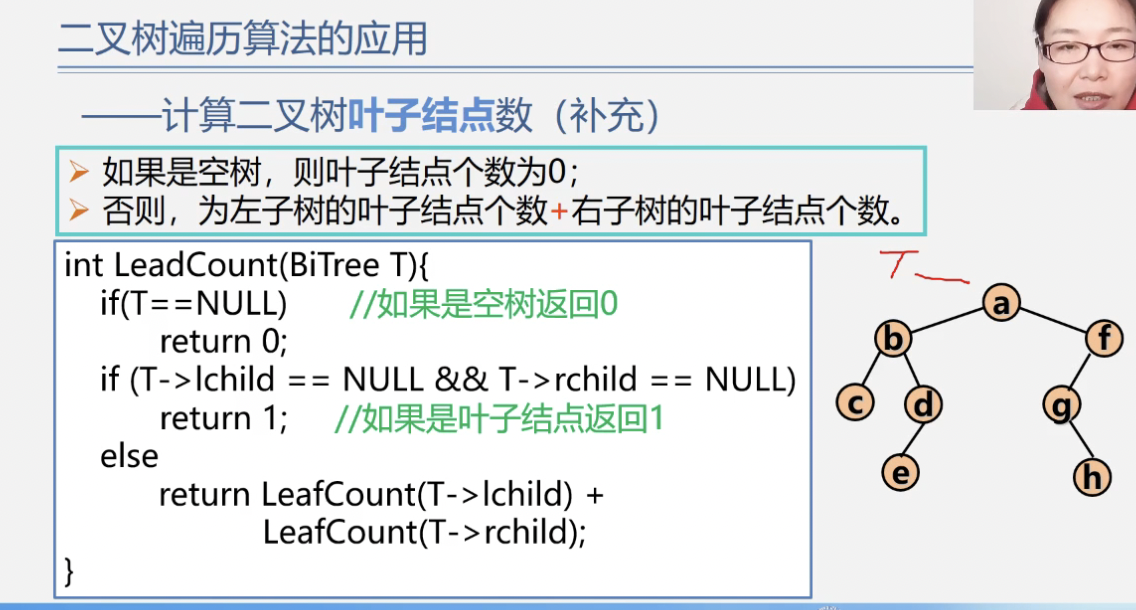 二叉树遍历算法的应用
——计算二叉树叶子结点数（补充）
➢ 如果是空树，则叶子结点个数为0；
➢ 否则，为左子树的叶子结点个数+右子树的叶子结点个数。
int LeadCount(BiTree T){
if(T==NULL) //如果是空树返回0
return 0;
if (T->lchild == NULL && T->rchild == NULL)
return 1; //如果是叶子结点返回1
else
return LeafCount(T->lchild) +
LeafCount(T->rchild);
}
T
a
b f
c d g
e h